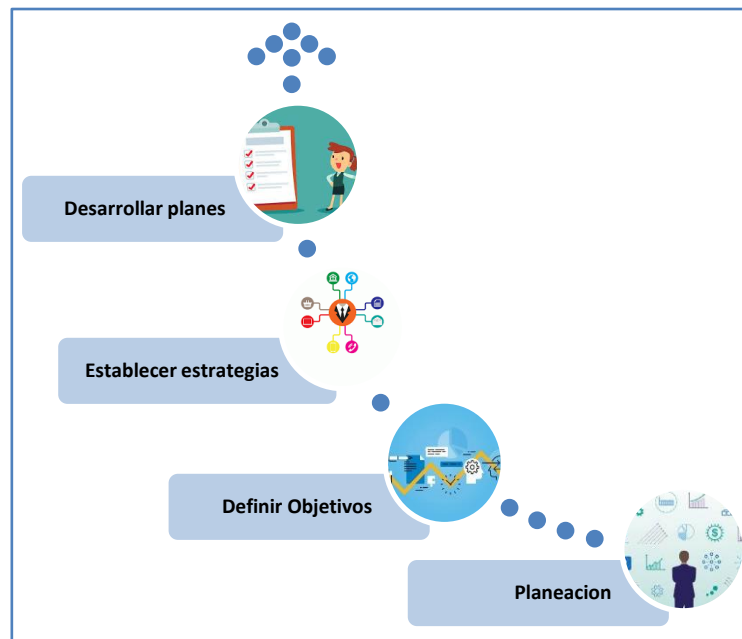 Desarrollar planes
Establecer estrategias
Definir Objetivos
Planeacion